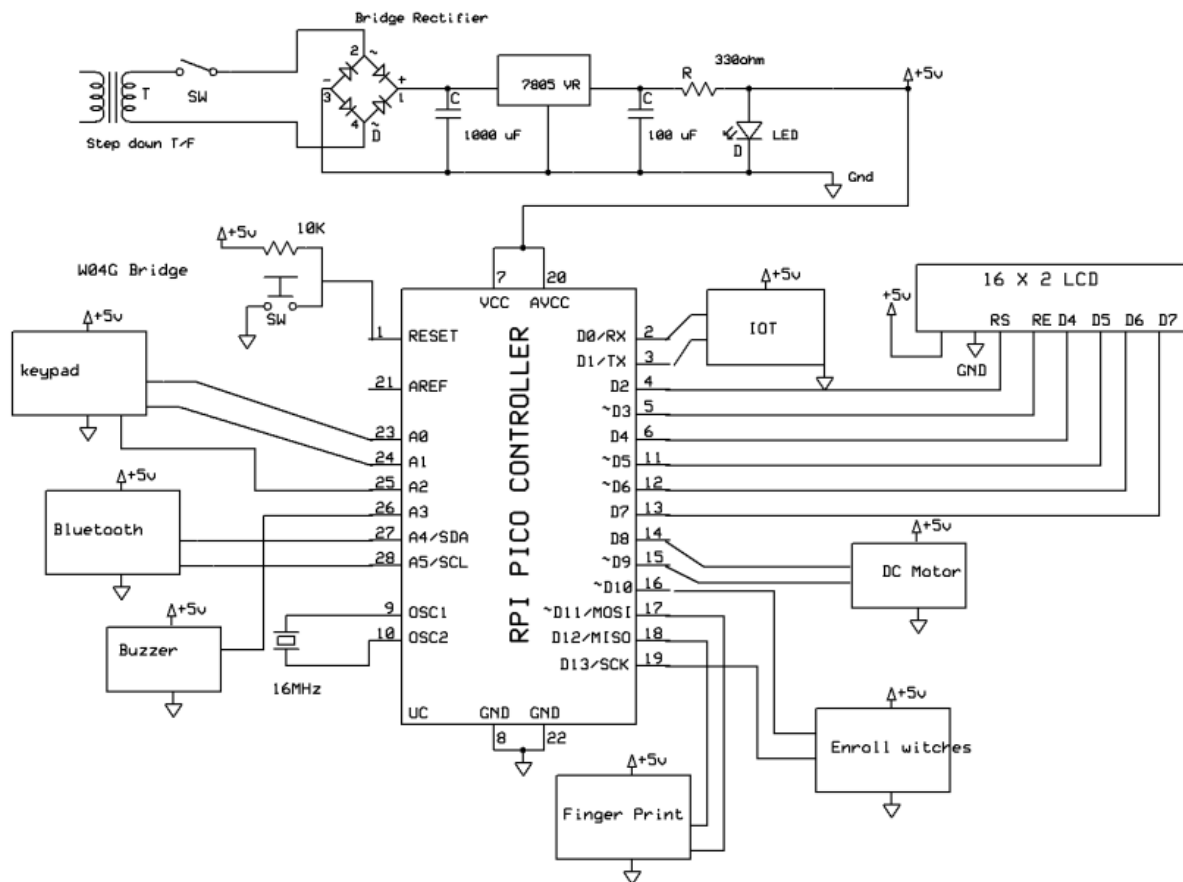 Bridge Rectifier
2
~
-
+
3
1
4
~
D
T
SW
Step down T/F
C
1000 uF
7805 VR
C
100 uF
R
330ohm
+5v
LED
D
Gnd
+5v
10K
SW
W04G Bridge
7
20
VCC
AVCC
RPI PICO CONTROLLER
1
RESET
21
AREF
23
A0
24
A1
25
A2
26
A3
27
A4/SDA
28
A5/SCL
9
OSC1
10
OSC2
UC
GND
GND
8
22
D0/RX
2
D1/TX
3
D2
4
~D3
5
D4
6
~D5
11
~D6
12
D7
13
D8
14
~D9
15
~D10
16
~D11/MOSI
17
D12/MISO
18
D13/SCK
19
+5v
keypad
+5v
Bluetooth
+5v
Buzzer
16MHz
+5v
IOT
16 X 2 LCD
+5v
RS
RE
D4
D5
D6
D7
GND
+5v
DC Motor
+5v
Enroll witches
+5v
Finger Print